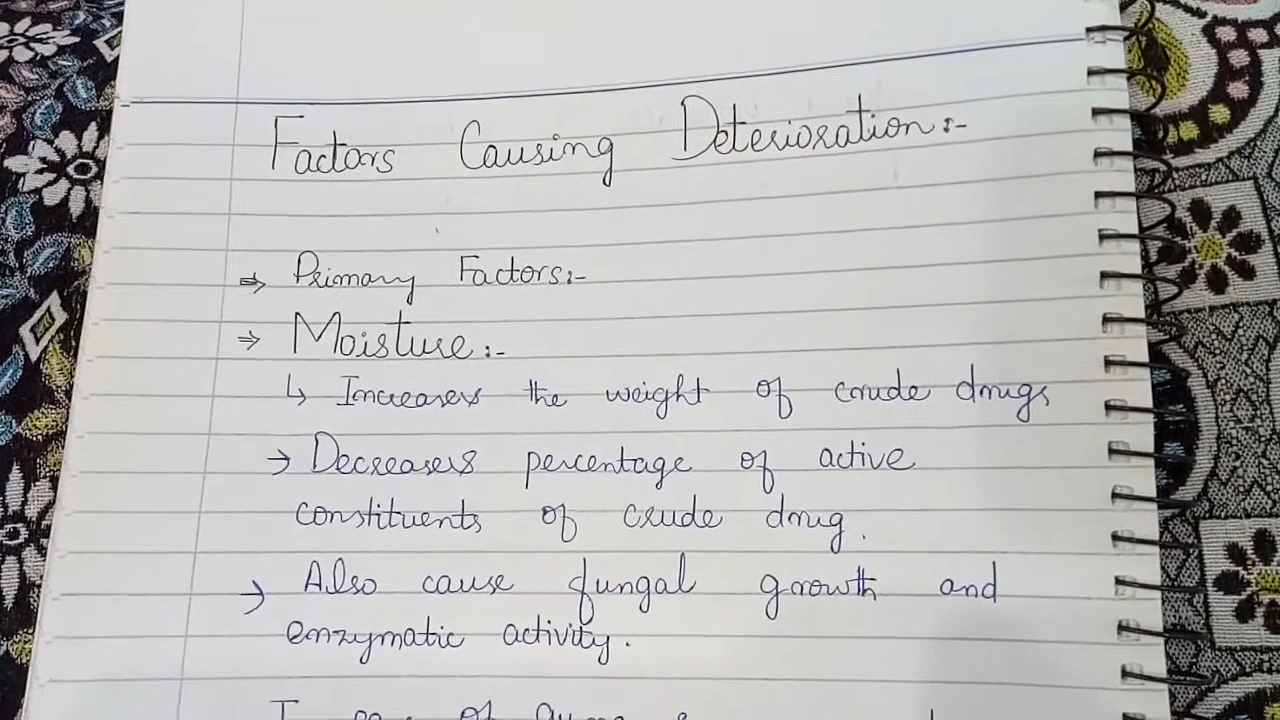 Factors Causing Deterioration:-
⇒ Primary Factors:-
⇒ Moisture:-
↳ Increases the weight of crude drugs
→ Decreases percentage of active
constituents of crude drug.
→ Also cause fungal growth and
enzymatic activity.